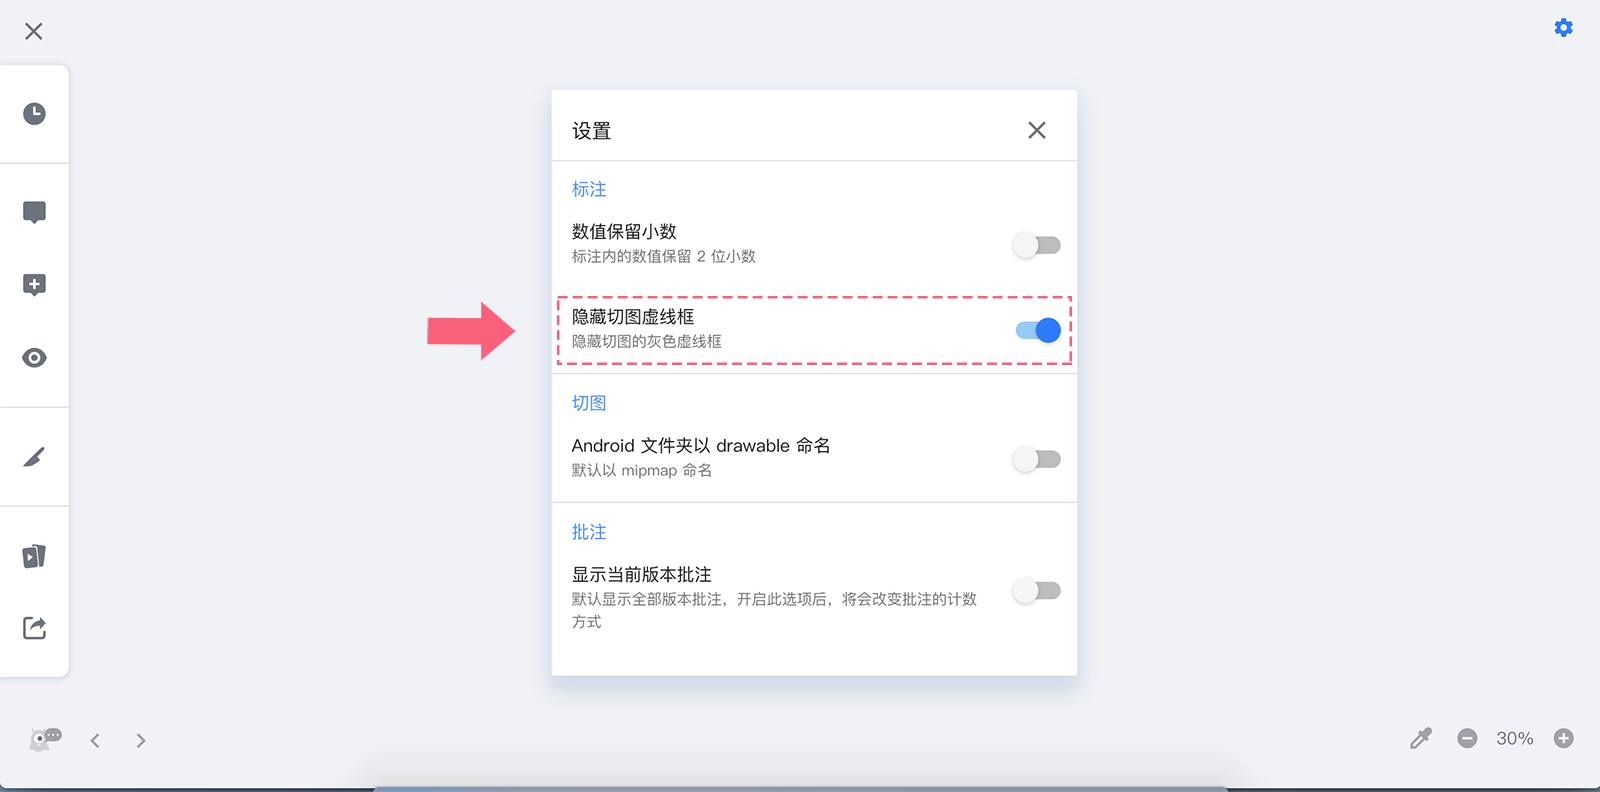 设置
标注
数值保留小数
标注内的数值保留 2 位小数
隐藏切图虚线框
隐藏切图的灰色虚线框
切图
Android 文件夹以 drawable 命名
默认以 mipmap 命名
批注
显示当前版本批注
默认显示全部版本批注，开启此选项后，将会改变批注的计数
方式
30%